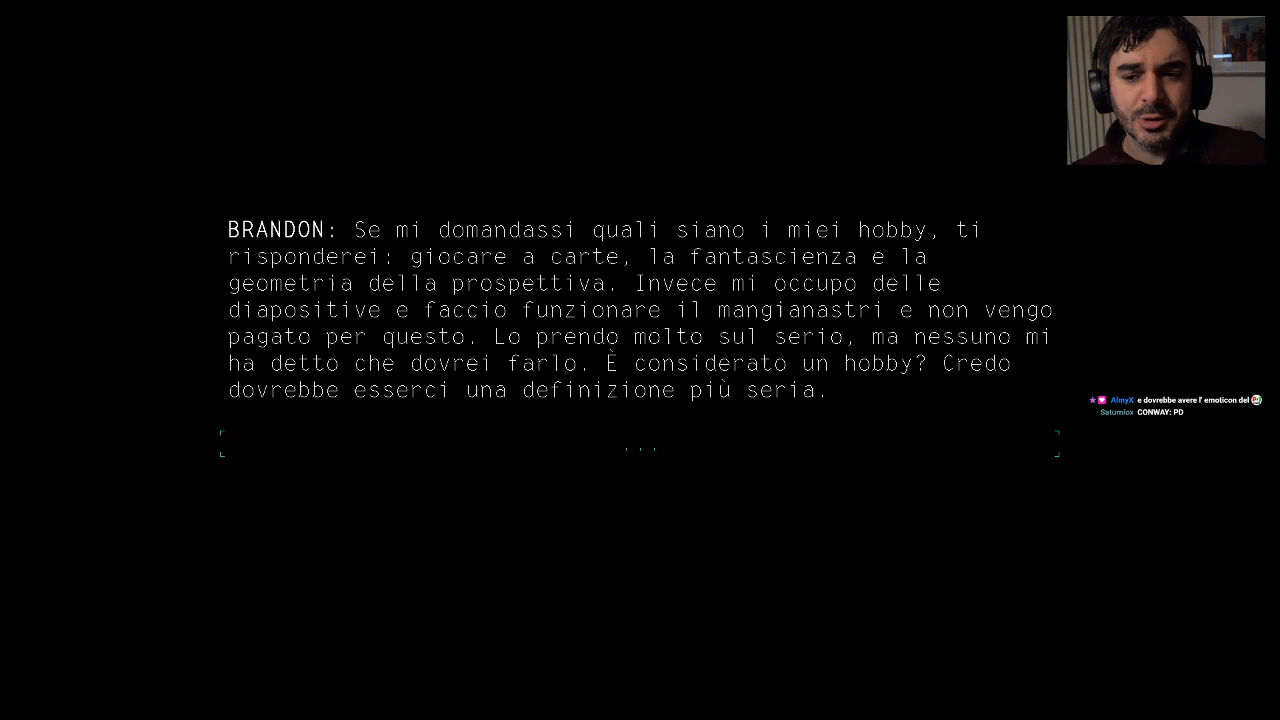 BRANDON: Se mi domandassi quali siano i miei hobby, ti
risponderei: giocare a carte, la fantascienza e la
geometria della prospettiva. Invece mi occupo delle
diapositive e faccio funzionare il mangianastri e non vengo
pagato per questo. Lo prendo molto sul serio, ma nessuno mi
ha detto che dovrei farlo. È considerato un hobby? Credo
dovrebbe esserci una definizione più seria.
AlmyX e dovrebbe avere l' emoticon del
Saturniox CONWAY: PD
...